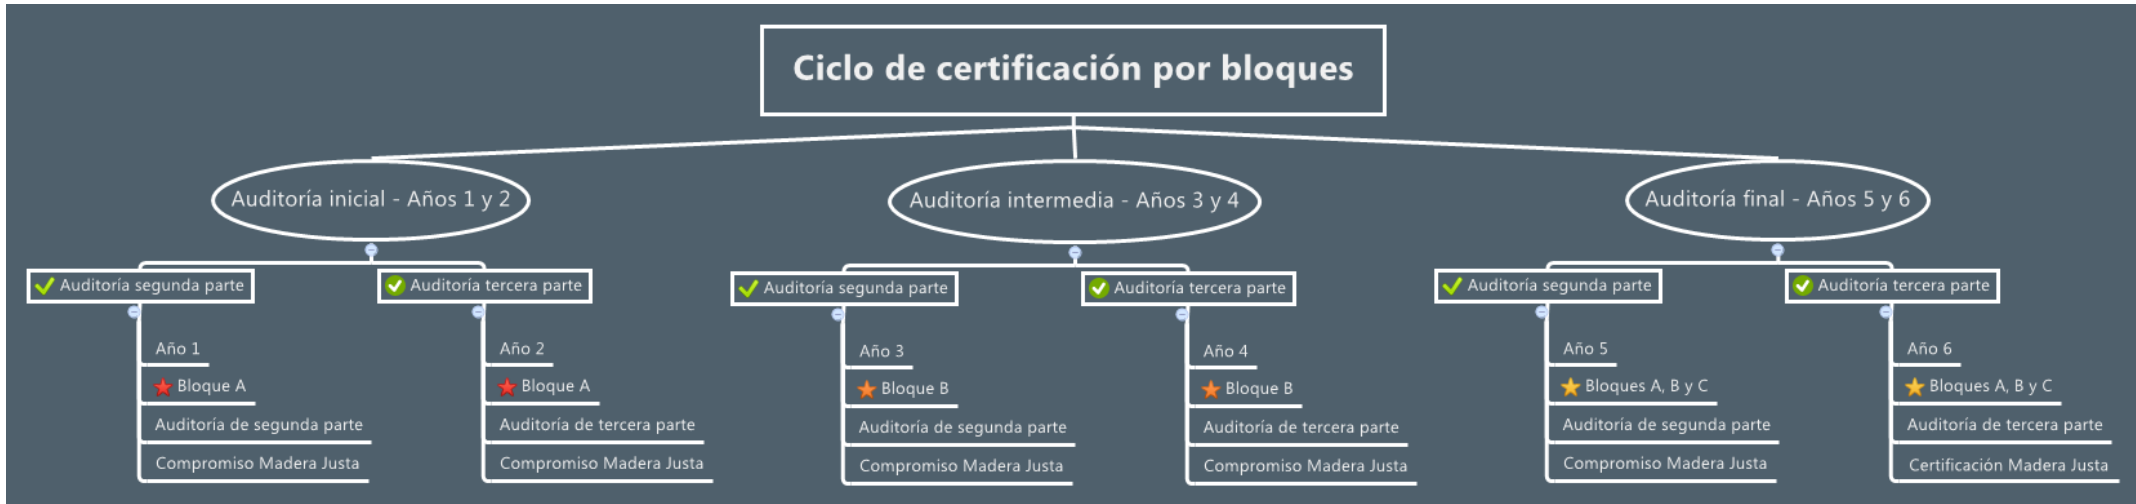 Ciclo de certificación por bloques
Auditoría inicial - Años 1 y 2
Auditoría segunda parte
Año 1
Bloque A
Auditoría de segunda parte
Compromiso Madera Justa
Auditoría tercera parte
Año 2
Bloque A
Auditoría de tercera parte
Compromiso Madera Justa
Auditoría intermedia - Años 3 y 4
Auditoría segunda parte
Año 3
Bloque B
Auditoría de segunda parte
Compromiso Madera Justa
Auditoría tercera parte
Año 4
Bloque B
Auditoría de tercera parte
Compromiso Madera Justa
Auditoría final - Años 5 y 6
Auditoría segunda parte
Año 5
Bloques A, B y C
Auditoría de segunda parte
Compromiso Madera Justa
Auditoría tercera parte
Año 6
Bloques A, B y C
Auditoría de tercera parte
Certificación Madera Justa